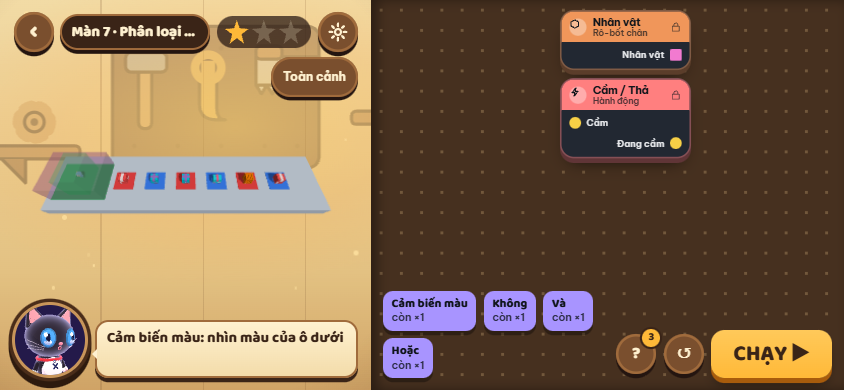 Màn 7 · Phân loại ...
Toàn cảnh
Cảm biến màu: nhìn màu của ô dưới
Nhân vật
Rô-bốt chân
Nhân vật
Cầm / Thả
Hành động
Cầm
Đang cầm
Cảm biến màu
còn ×1
Không
còn ×1
Và
còn ×1
Hoặc
còn ×1
?
3
CHẠY